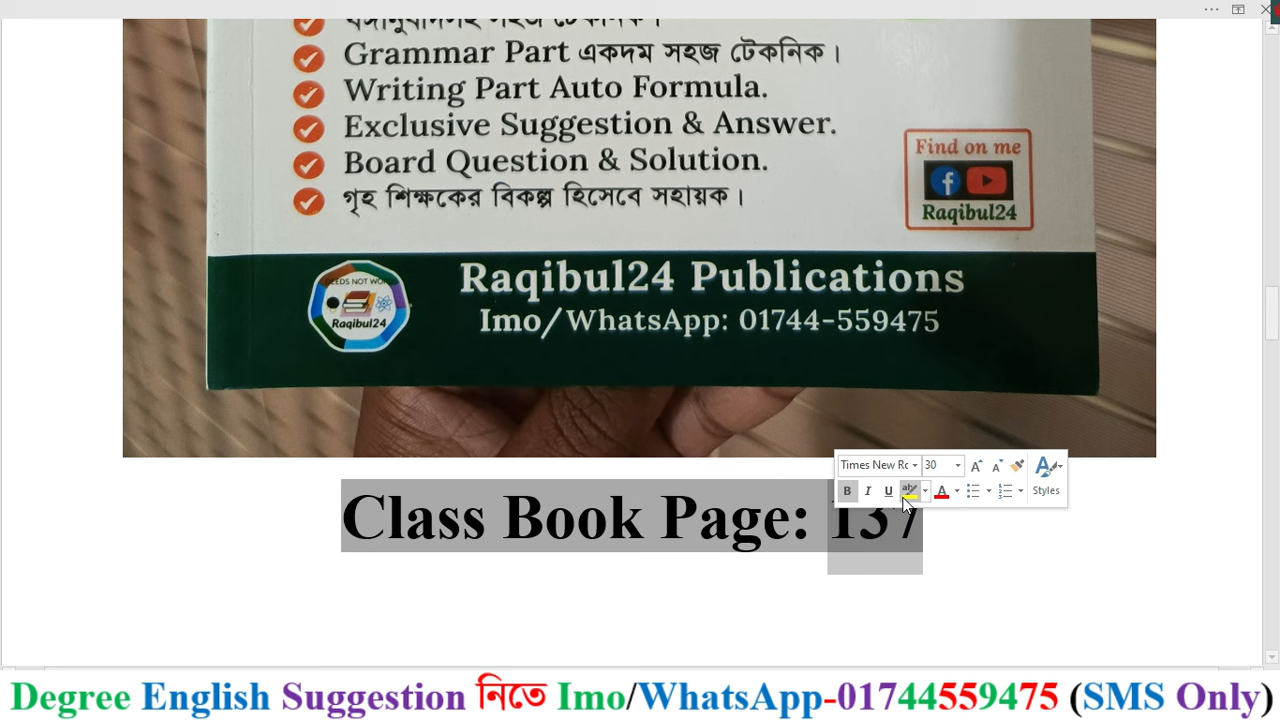 টেকনিক।
Grammar Part একদম সহজ টেকনিক।
Writing Part Auto Formula.
Exclusive Suggestion & Answer.
Board Question & Solution.
গৃহ শিক্ষকের বিকল্প হিসেবে সহায়ক।
Find on me
Raqibul24
Raqibul24 Publications
Imo/WhatsApp: 01744-559475
Raqibul24
Times New Rc
30
B I U
Styles
Class Book Page: 137
Degree English Suggestion নিতে Imo/WhatsApp-01744559475 (SMS Only)